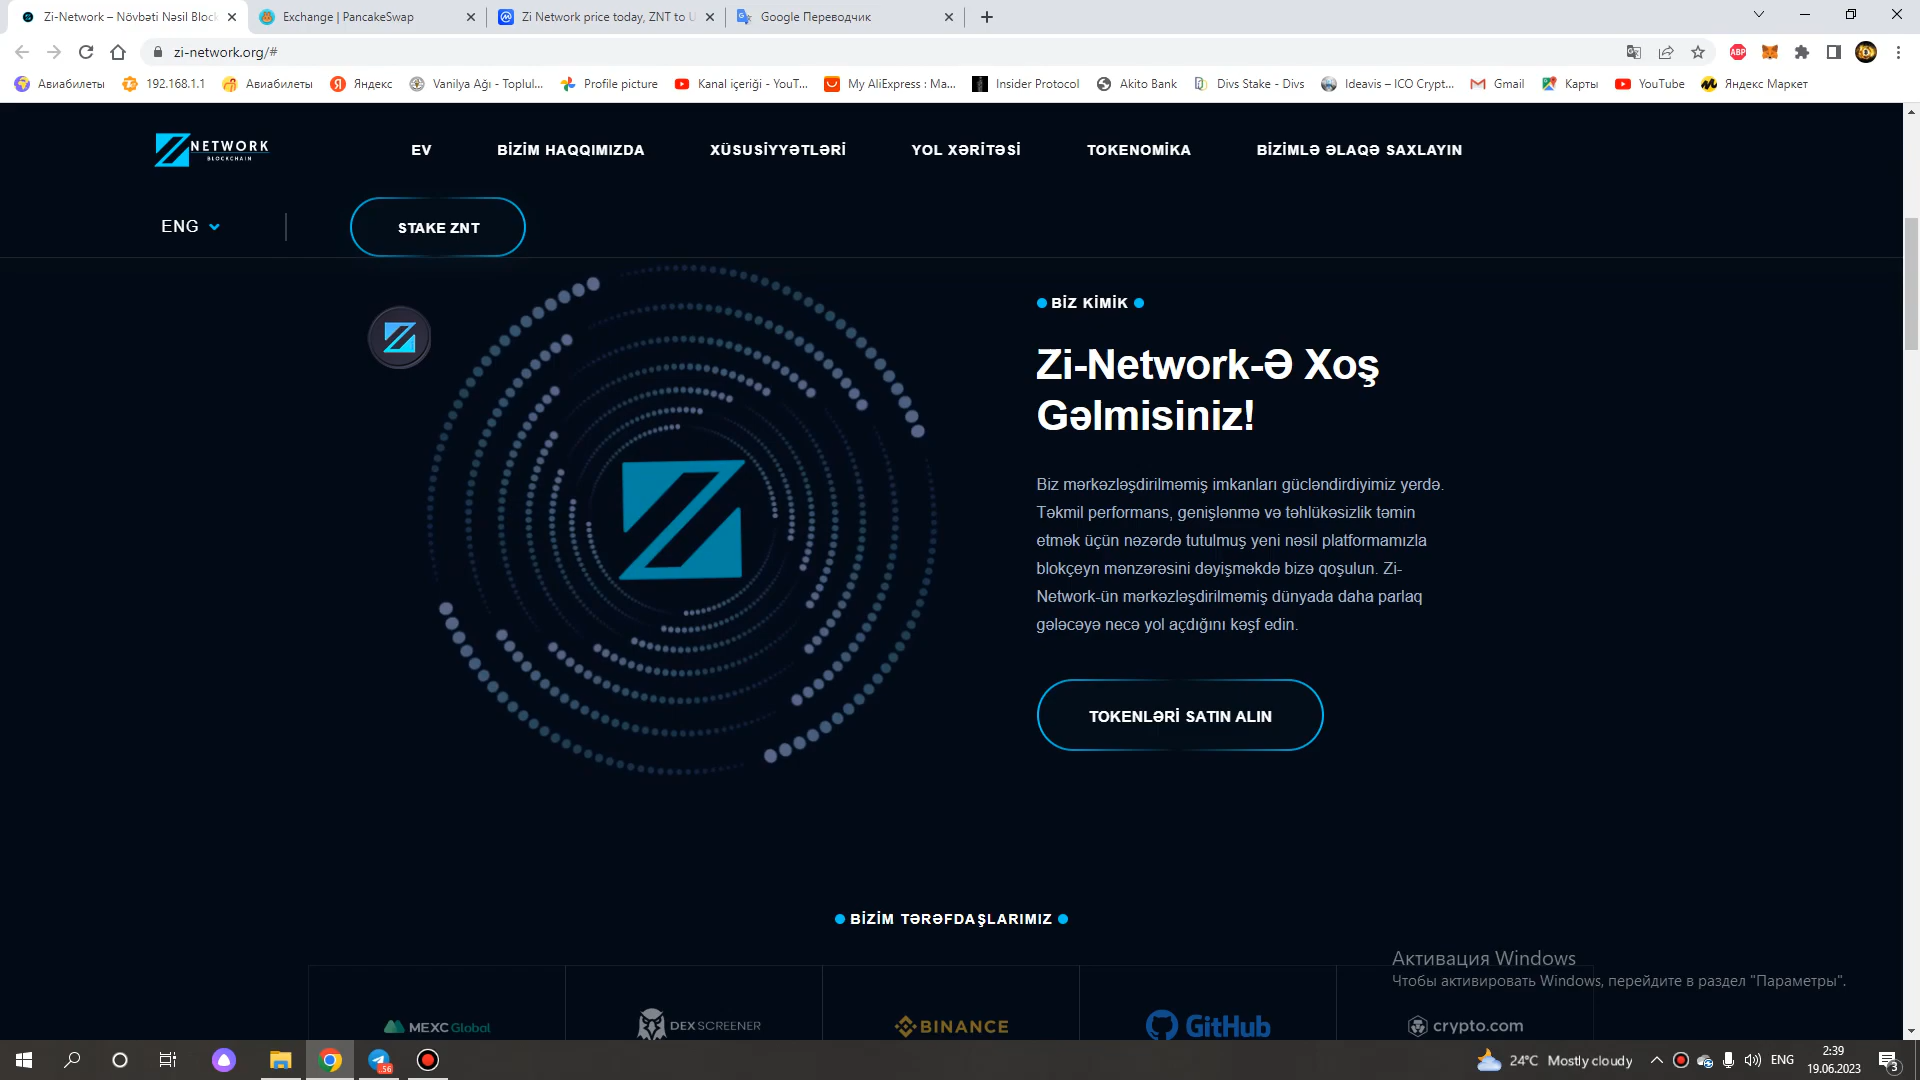 Zi-Network – Növbəti Nəsil Block
Exchange | PancakeSwap
Zi Network price today, ZNT to U
Google Переводчик
zi-network.org/#
Авиабилеты
192.168.1.1
Авиабилеты
Яндекс
Vanilya Ağı - Toplul...
Profile picture
Kanal içeriği - YouT...
My AliExpress : Ma...
Insider Protocol
Akito Bank
Divs Stake - Divs
Ideavis – ICO Crypt...
Gmail
Карты
YouTube
Яндекс Маркет
ABP
NETWORK
BLOCKCHAIN
EV
BİZİM HAQQIMIZDA
XÜSUSİYYƏTLƏRİ
YOL XƏRİTƏSİ
TOKENOMİKA
BİZİMLƏ ƏLAQƏ SAXLAYIN
ENG
STAKE ZNT
BİZ KİMİK
Zi-Network-Ə Xoş
Gəlmisiniz!
Biz mərkəzləşdirilməmiş imkanları gücləndirdiyimiz yerdə.
Təkmil performans, genişlənmə və təhlükəsizlik təmin
etmək üçün nəzərdə tutulmuş yeni nəsil platformamızla
blokçeyn mənzərəsini dəyişməkdə bizə qoşulun. Zi-
Network-ün mərkəzləşdirilməmiş dünyada daha parlaq
gələcəyə necə yol açdığını kəşf edin.
TOKENLƏRİ SATIN ALIN
BİZİM TƏRƏFDAŞLARIMIZ
MEXC Global
DEX SCREENER
BINANCE
GitHub
crypto.com
Активация Windows
Чтобы активировать Windows, перейдите в раздел "Параметры".
56
24°C Mostly cloudy
ENG
2:39
19.06.2023
3